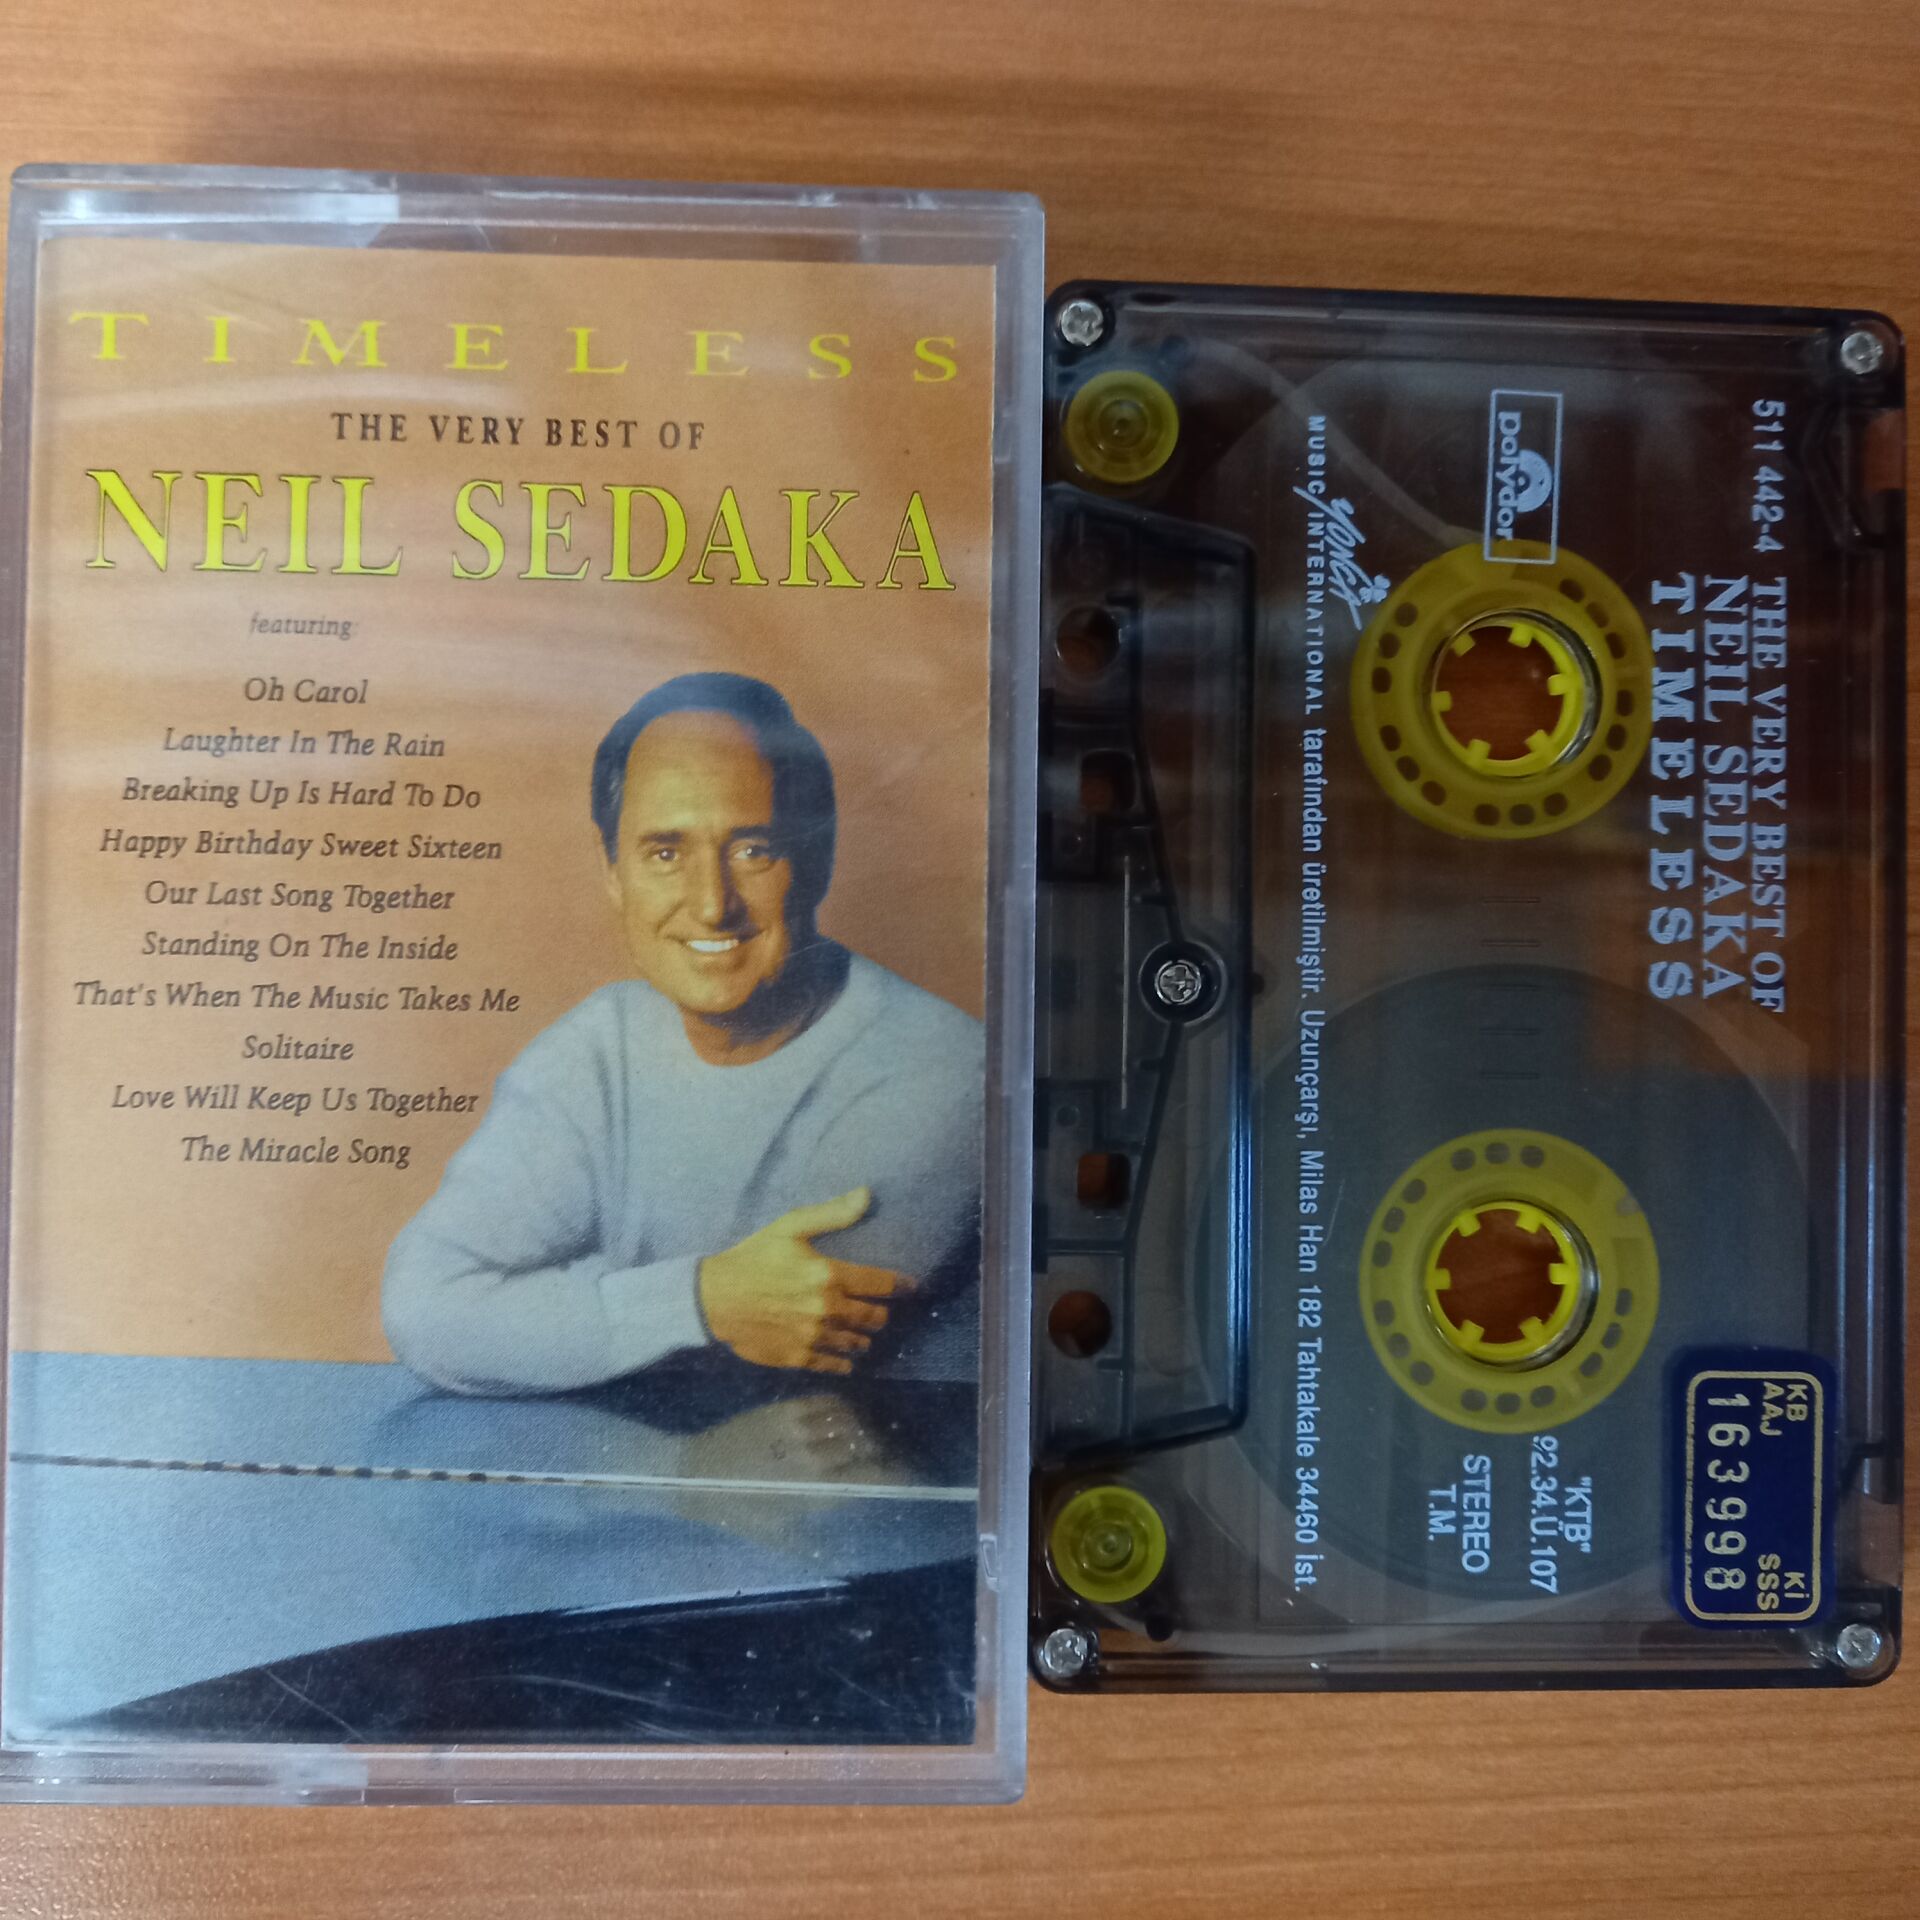 TIMELESS
THE VERY BEST OF
NEIL SEDAKA
featuring:
Oh Carol
Laughter In The Rain
Breaking Up Is Hard To Do
Happy Birthday Sweet Sixteen
Our Last Song Together
Standing On The Inside
That's When The Music Takes Me
Solitaire
Love Will Keep Us Together
The Miracle Song
511 442-4 THE VERY BEST OF
NEIL SEDAKA
TIMELESS
Polydor
YONCA
MUSIC INTERNATIONAL tarafından üretilmiştir. Uzunçarşı, Milas Han 182 Tahtakale 34460 İst.
"KTB"
92.34.Ü.107
STEREO
T.M.
KB Kİ
AAJ SSS
163998